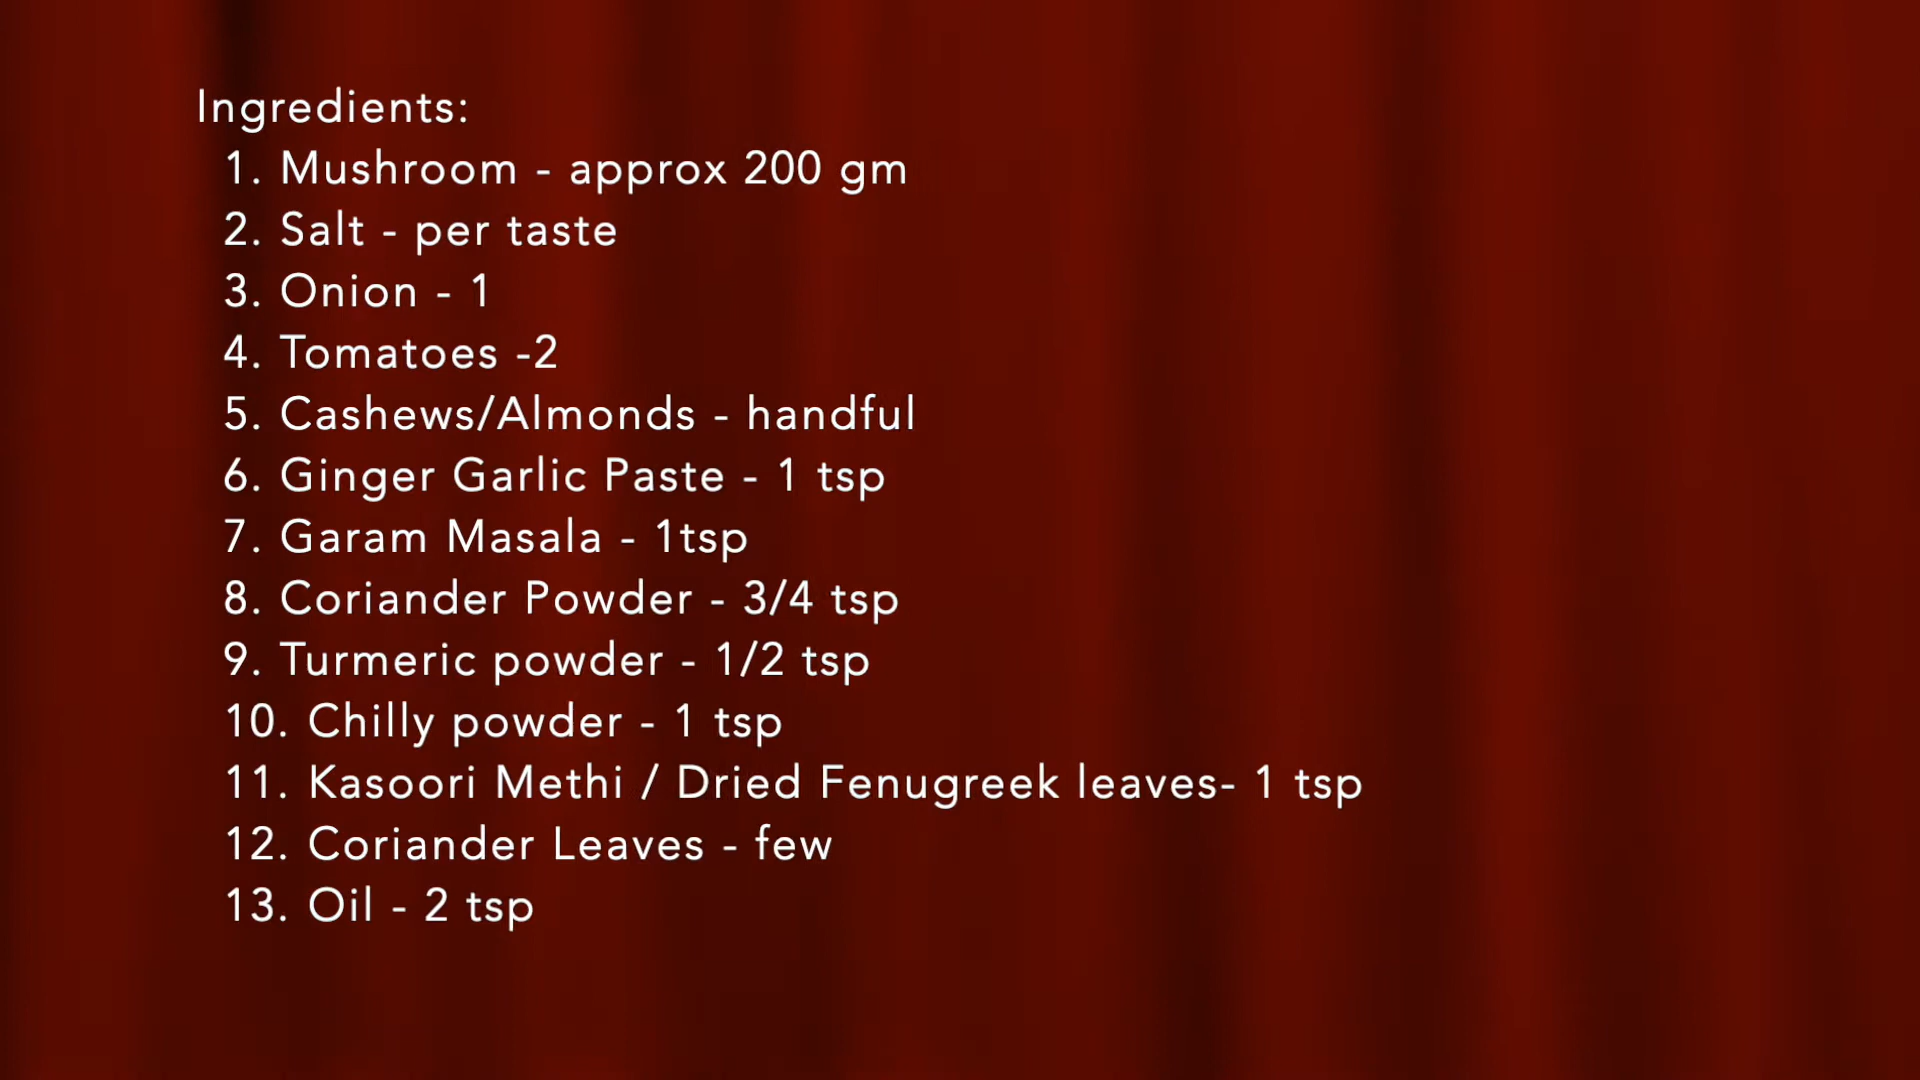 Ingredients:
1. Mushroom - approx 200 gm
2. Salt - per taste
3. Onion - 1
4. Tomatoes -2
5. Cashews/Almonds - handful
6. Ginger Garlic Paste - 1 tsp
7. Garam Masala - 1tsp
8. Coriander Powder - 3/4 tsp
9. Turmeric powder - 1/2 tsp
10. Chilly powder - 1 tsp
11. Kasoori Methi / Dried Fenugreek leaves- 1 tsp
12. Coriander Leaves - few
13. Oil - 2 tsp